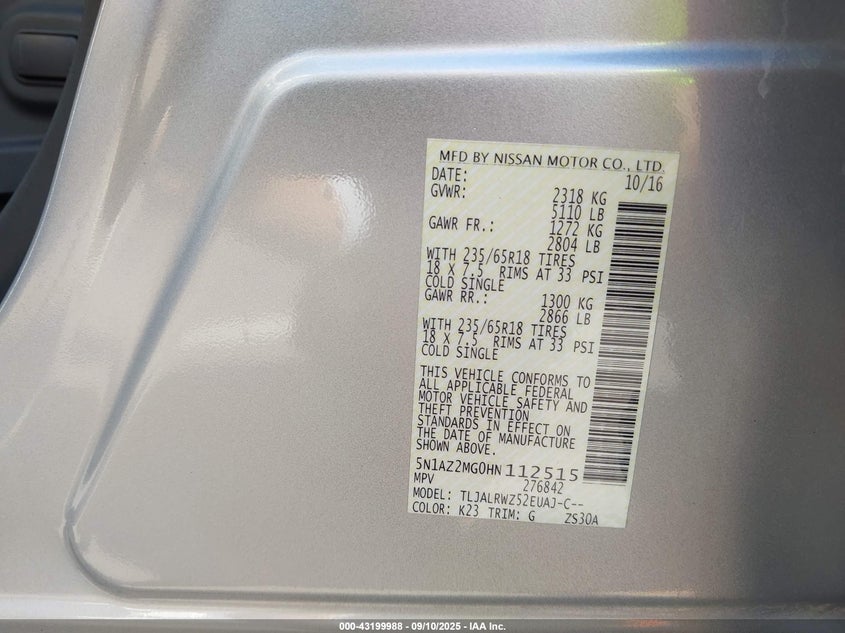 MFD BY NISSAN MOTOR CO., LTD.
DATE: 10/16
GVWR: 2318 KG
5110 LB
GAWR FR.: 1272 KG
2804 LB
WITH 235/65R18 TIRES
18 X 7.5 RIMS AT 33 PSI
COLD SINGLE
GAWR RR.: 1300 KG
2866 LB
WITH 235/65R18 TIRES
18 X 7.5 RIMS AT 33 PSI
COLD SINGLE
THIS VEHICLE CONFORMS TO
ALL APPLICABLE FEDERAL
MOTOR VEHICLE SAFETY AND
THEFT PREVENTION
STANDARDS IN EFFECT ON
THE DATE OF MANUFACTURE
SHOWN ABOVE.
5N1AZ2MG0HN112515
MPV 276842
MODEL: TLJALRWZ52EUAJ-C--
COLOR: K23 TRIM: G ZS30A
000-43199988 - 09/10/2025 - IAA Inc.